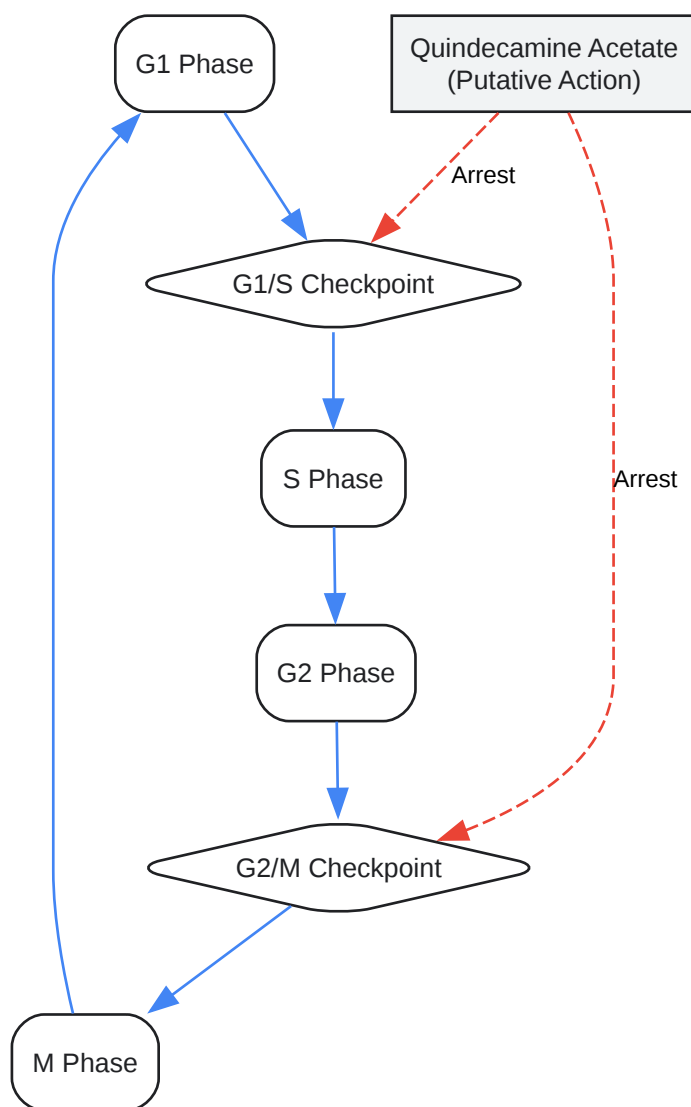 G1 Phase
Quindecamine Acetate
(Putative Action)
Arrest
G1/S Checkpoint
S Phase
Arrest
G2 Phase
G2/M Checkpoint
M Phase